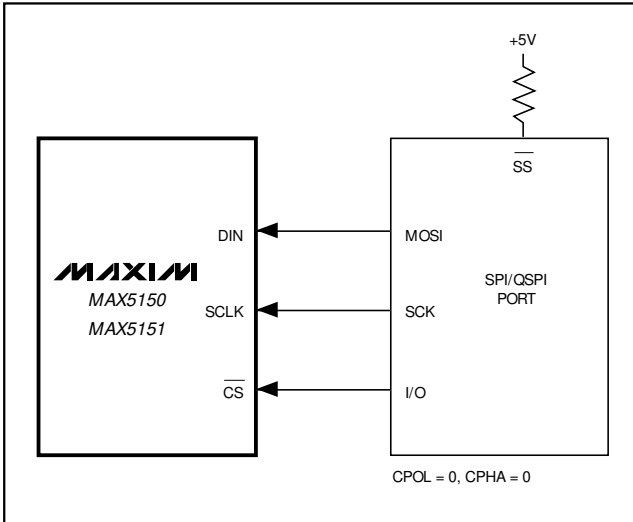 +5V
SS
DIN
MOSI
MAXIM
MAX5150
MAX5151
SPI/QSPI
PORT
SCLK
SCK
CS
I/O
CPOL = 0, CPHA = 0